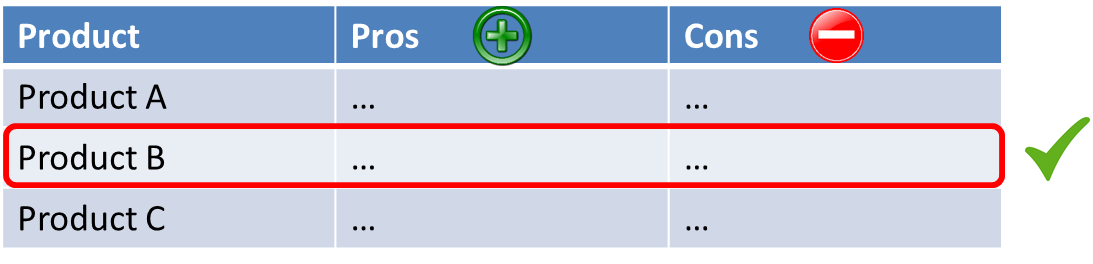 Product Pros Cons
Product A ... ...
Product B ... ...
Product C ... ...